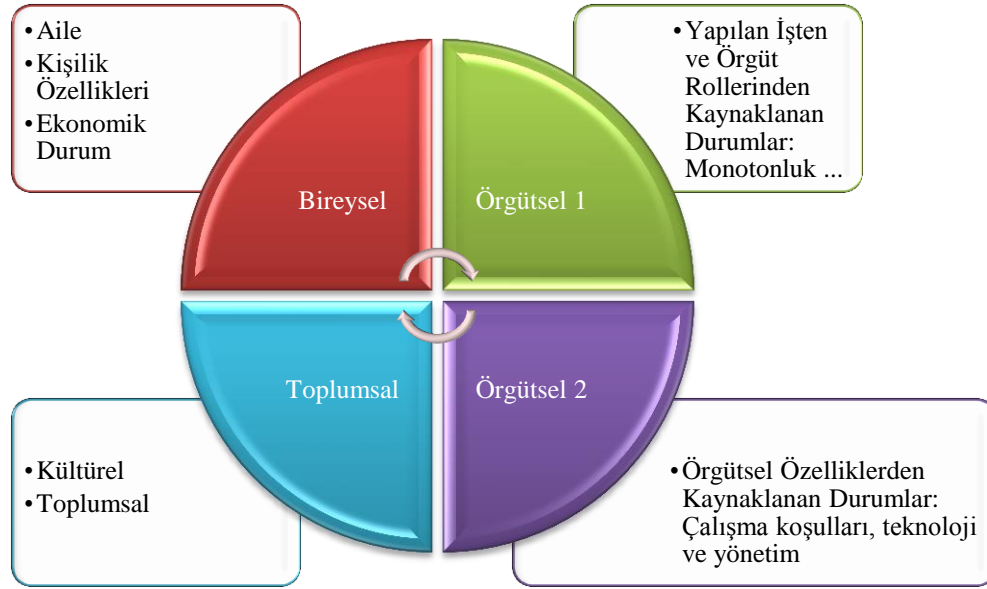 •Aile
•Kişilik
Özellikleri
•Ekonomik
Durum
•Yapılan İşten
ve Örgüt
Rollerinden
Kaynaklanan
Durumlar:
Monotonluk ...
Bireysel
Örgütsel 1
Toplumsal
Örgütsel 2
•Kültürel
•Toplumsal
•Örgütsel Özelliklerden
Kaynaklanan Durumlar:
Çalışma koşulları, teknoloji
ve yönetim